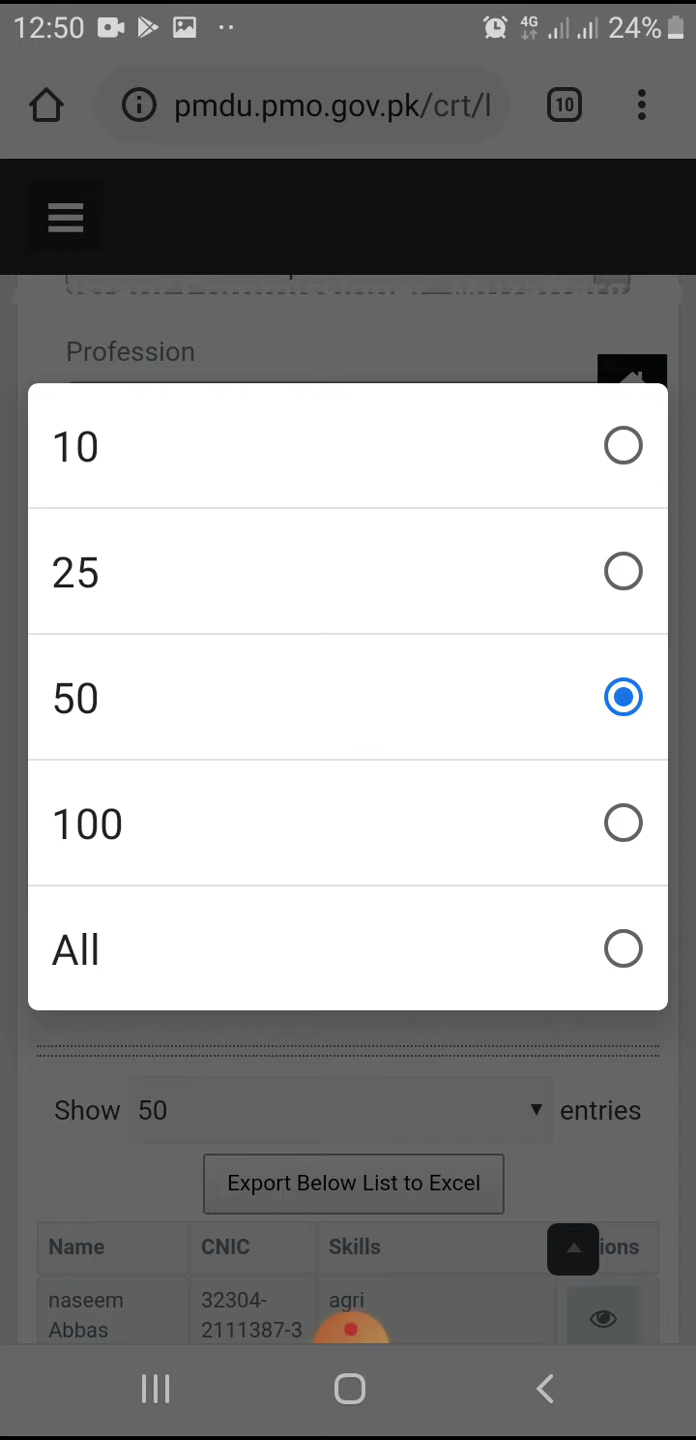 12:50
4G
24%
pmdu.pmo.gov.pk/crt/l
10
Profession
10
25
50
100
All
Show 50 entries
Export Below List to Excel
Name CNIC Skills ions
naseem 32304- agri
Abbas 2111387-3